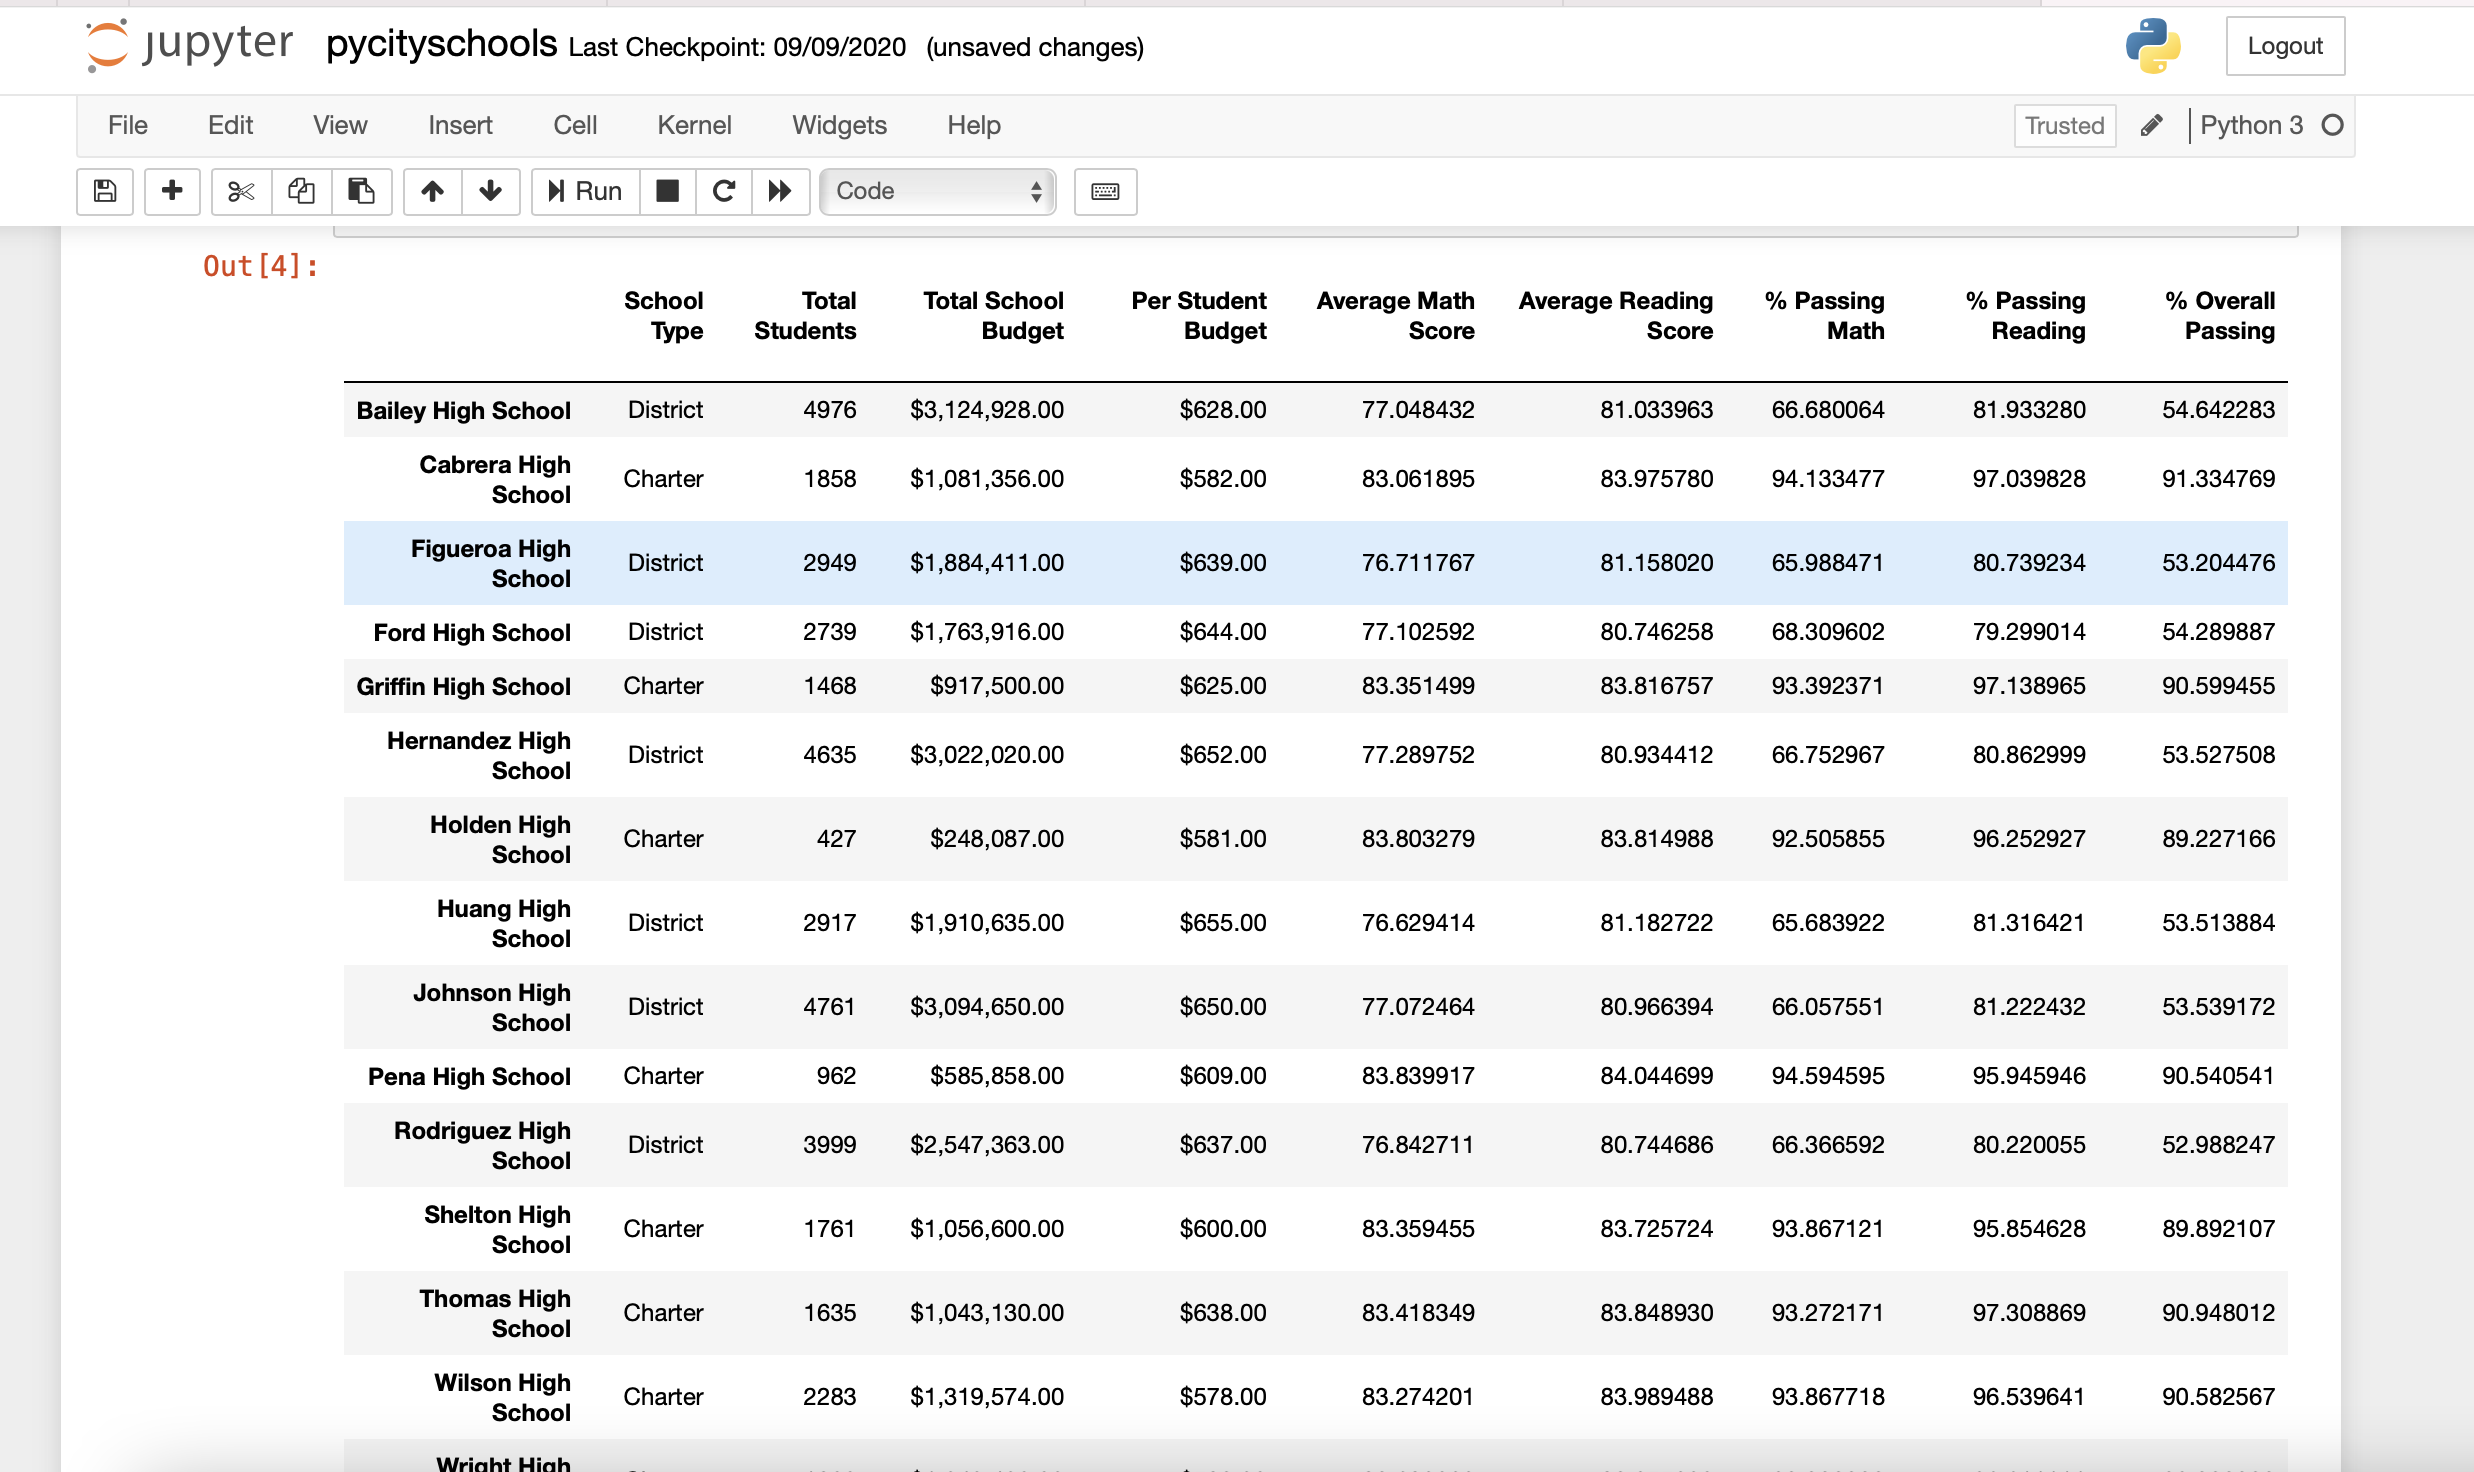 jupyter pycityschools Last Checkpoint: 09/09/2020 (unsaved changes) Logout
File Edit View Insert Cell Kernel Widgets Help Trusted Python 3
Run Code
Out[4]:
School Total Total School Per Student Average Math Average Reading % Passing % Passing % Overall
Type Students Budget Budget Score Score Math Reading Passing
Bailey High School District 4976 $3,124,928.00 $628.00 77.048432 81.033963 66.680064 81.933280 54.642283
Cabrera High
School Charter 1858 $1,081,356.00 $582.00 83.061895 83.975780 94.133477 97.039828 91.334769
Figueroa High
School District 2949 $1,884,411.00 $639.00 76.711767 81.158020 65.988471 80.739234 53.204476
Ford High School District 2739 $1,763,916.00 $644.00 77.102592 80.746258 68.309602 79.299014 54.289887
Griffin High School Charter 1468 $917,500.00 $625.00 83.351499 83.816757 93.392371 97.138965 90.599455
Hernandez High
School District 4635 $3,022,020.00 $652.00 77.289752 80.934412 66.752967 80.862999 53.527508
Holden High
School Charter 427 $248,087.00 $581.00 83.803279 83.814988 92.505855 96.252927 89.227166
Huang High
School District 2917 $1,910,635.00 $655.00 76.629414 81.182722 65.683922 81.316421 53.513884
Johnson High
School District 4761 $3,094,650.00 $650.00 77.072464 80.966394 66.057551 81.222432 53.539172
Pena High School Charter 962 $585,858.00 $609.00 83.839917 84.044699 94.594595 95.945946 90.540541
Rodriguez High
School District 3999 $2,547,363.00 $637.00 76.842711 80.744686 66.366592 80.220055 52.988247
Shelton High
School Charter 1761 $1,056,600.00 $600.00 83.359455 83.725724 93.867121 95.854628 89.892107
Thomas High
School Charter 1635 $1,043,130.00 $638.00 83.418349 83.848930 93.272171 97.308869 90.948012
Wilson High
School Charter 2283 $1,319,574.00 $578.00 83.274201 83.989488 93.867718 96.539641 90.582567
Wright High